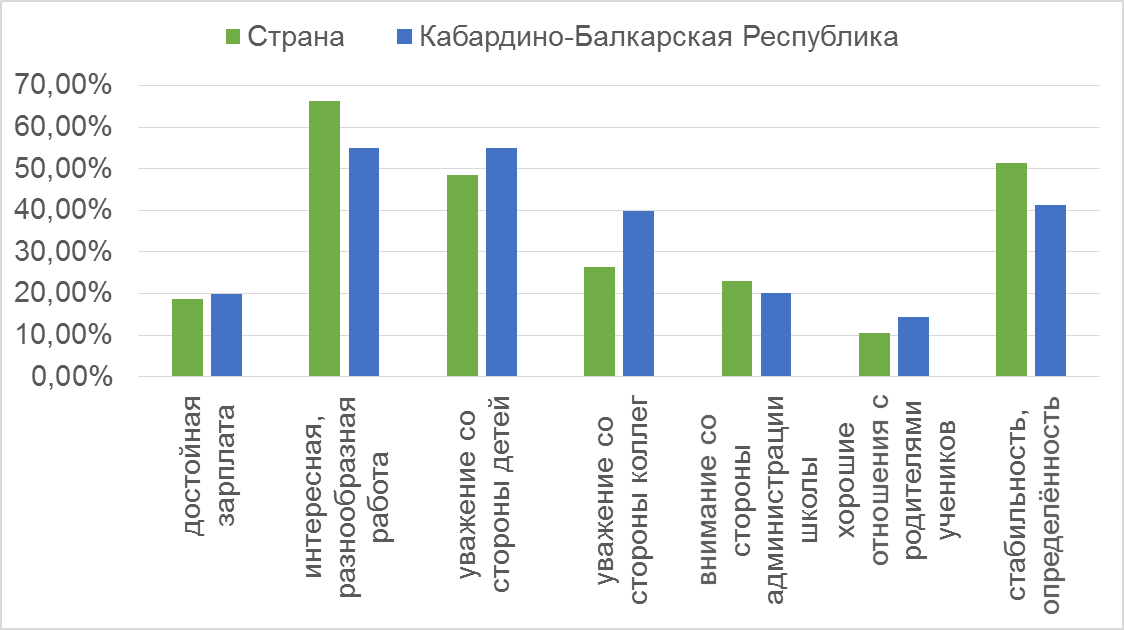 Страна Кабардино-Балкарская Республика
70,00%
60,00%
50,00%
40,00%
30,00%
20,00%
10,00%
0,00%
достойная
зарплата
интересная,
разнообразная
работа
уважение со
стороны детей
уважение со
стороны коллег
внимание со
стороны
администрации
школы
хорошие
отношения с
родителями
учеников
стабильность,
определённость